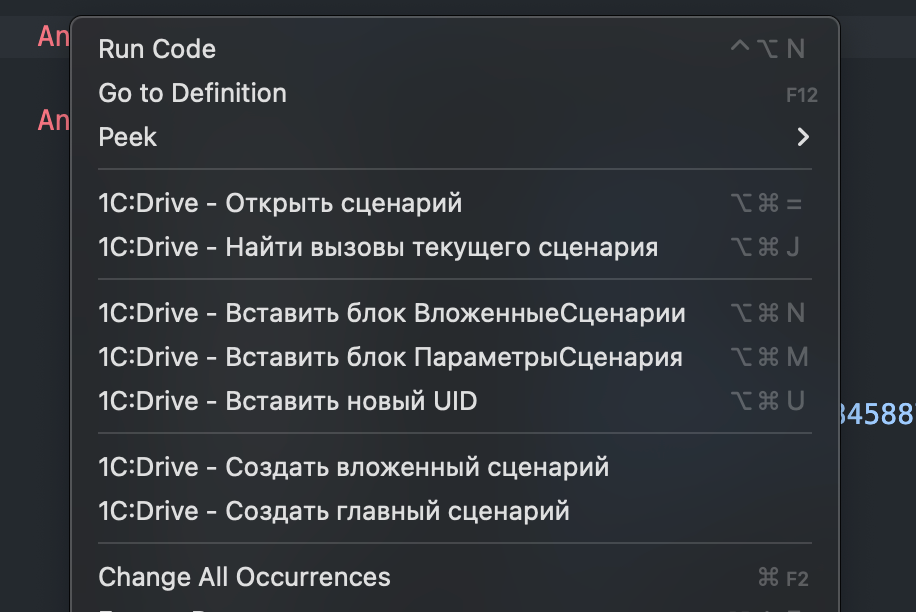 An
Run Code ^⌥N
Go to Definition F12
An
Peek
1C:Drive - Открыть сценарий ⌥⌘=
1C:Drive - Найти вызовы текущего сценария ⌥⌘J
1C:Drive - Вставить блок ВложенныеСценарии ⌥⌘N
1C:Drive - Вставить блок ПараметрыСценария ⌥⌘M
1C:Drive - Вставить новый UID ⌥⌘U
34588
1C:Drive - Создать вложенный сценарий
1C:Drive - Создать главный сценарий
Change All Occurrences ⌘F2